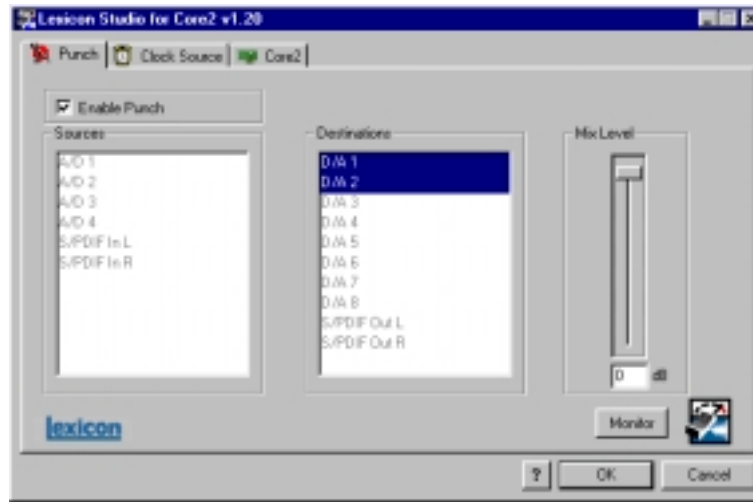 Lexicon Studio for Core2 v1.20
Punch
Clock Source
Core2
Enable Punch
Sources
A/D 1
A/D 2
A/D 3
A/D 4
S/PDIF In L
S/PDIF In R
Destinations
D/A 1
D/A 2
D/A 3
D/A 4
D/A 5
D/A 6
D/A 7
D/A 8
S/PDIF Out L
S/PDIF Out R
Mix Level
0 dB
lexicon
Monitor
? OK Cancel